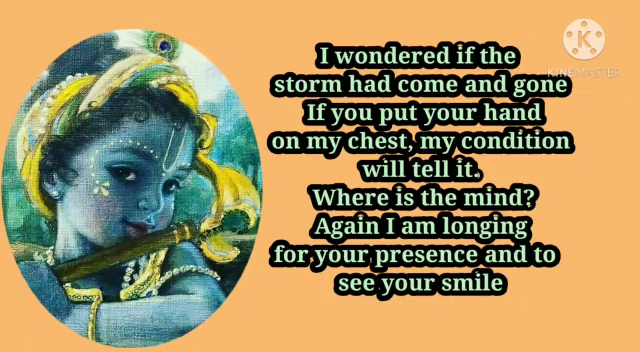 I wondered if the
storm had come and gone
If you put your hand
on my chest, my condition
will tell it.
Where is the mind?
Again I am longing
for your presence and to
see your smile
K
KINEMASTER